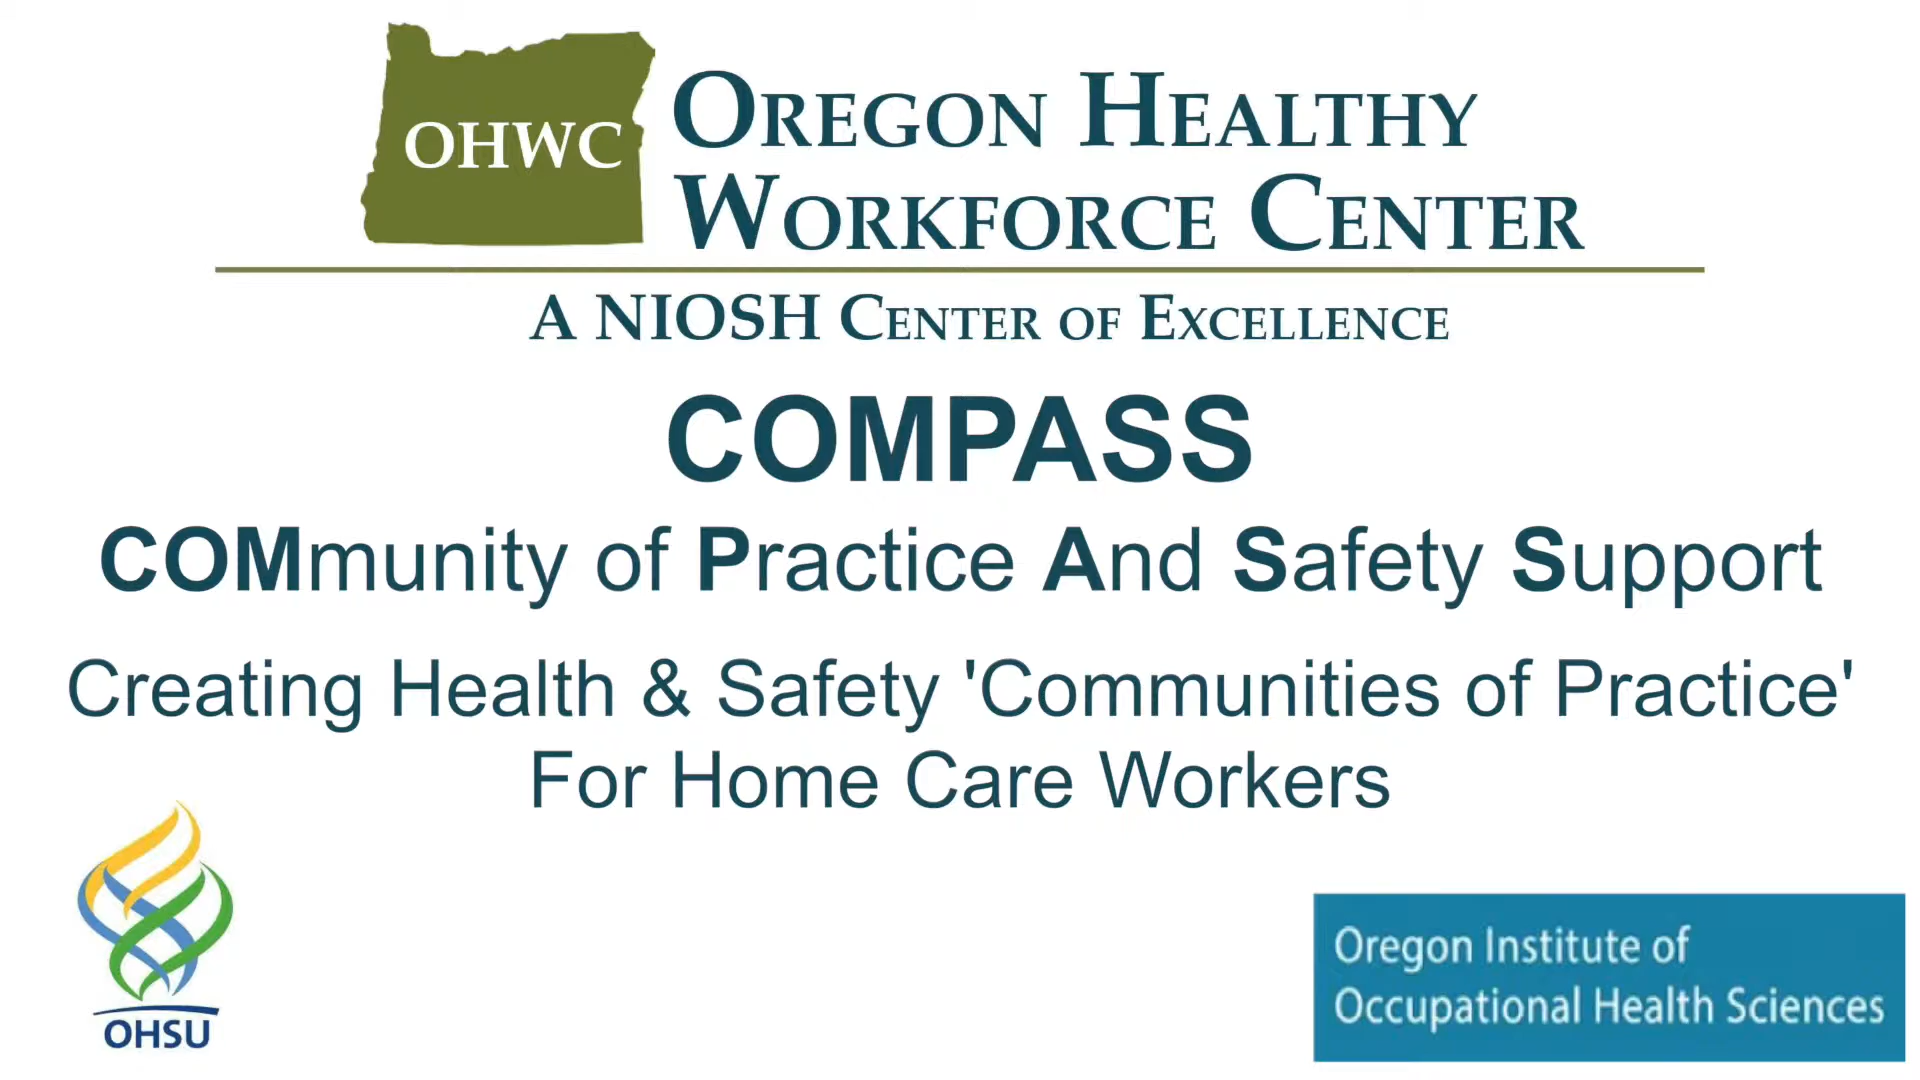 OHWC
OREGON HEALTHY
WORKFORCE CENTER
A NIOSH CENTER OF EXCELLENCE
COMPASS
COMmunity of Practice And Safety Support
Creating Health & Safety 'Communities of Practice'
For Home Care Workers
OHSU
Oregon Institute of
Occupational Health Sciences